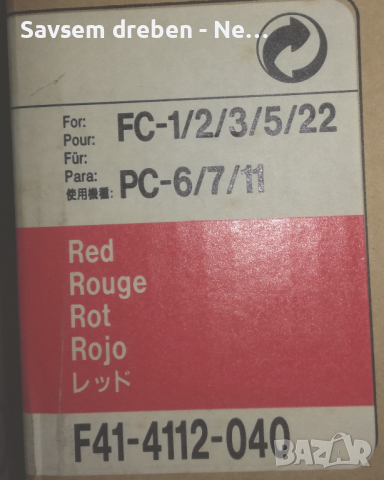 Savsem dreben - Ne...
For:
Pour:
Für:
Para:
使用機種:
FC-1/2/3/5/22
PC-6/7/11
Red
Rouge
Rot
Rojo
レッド
F41-4112-040
BAZAR